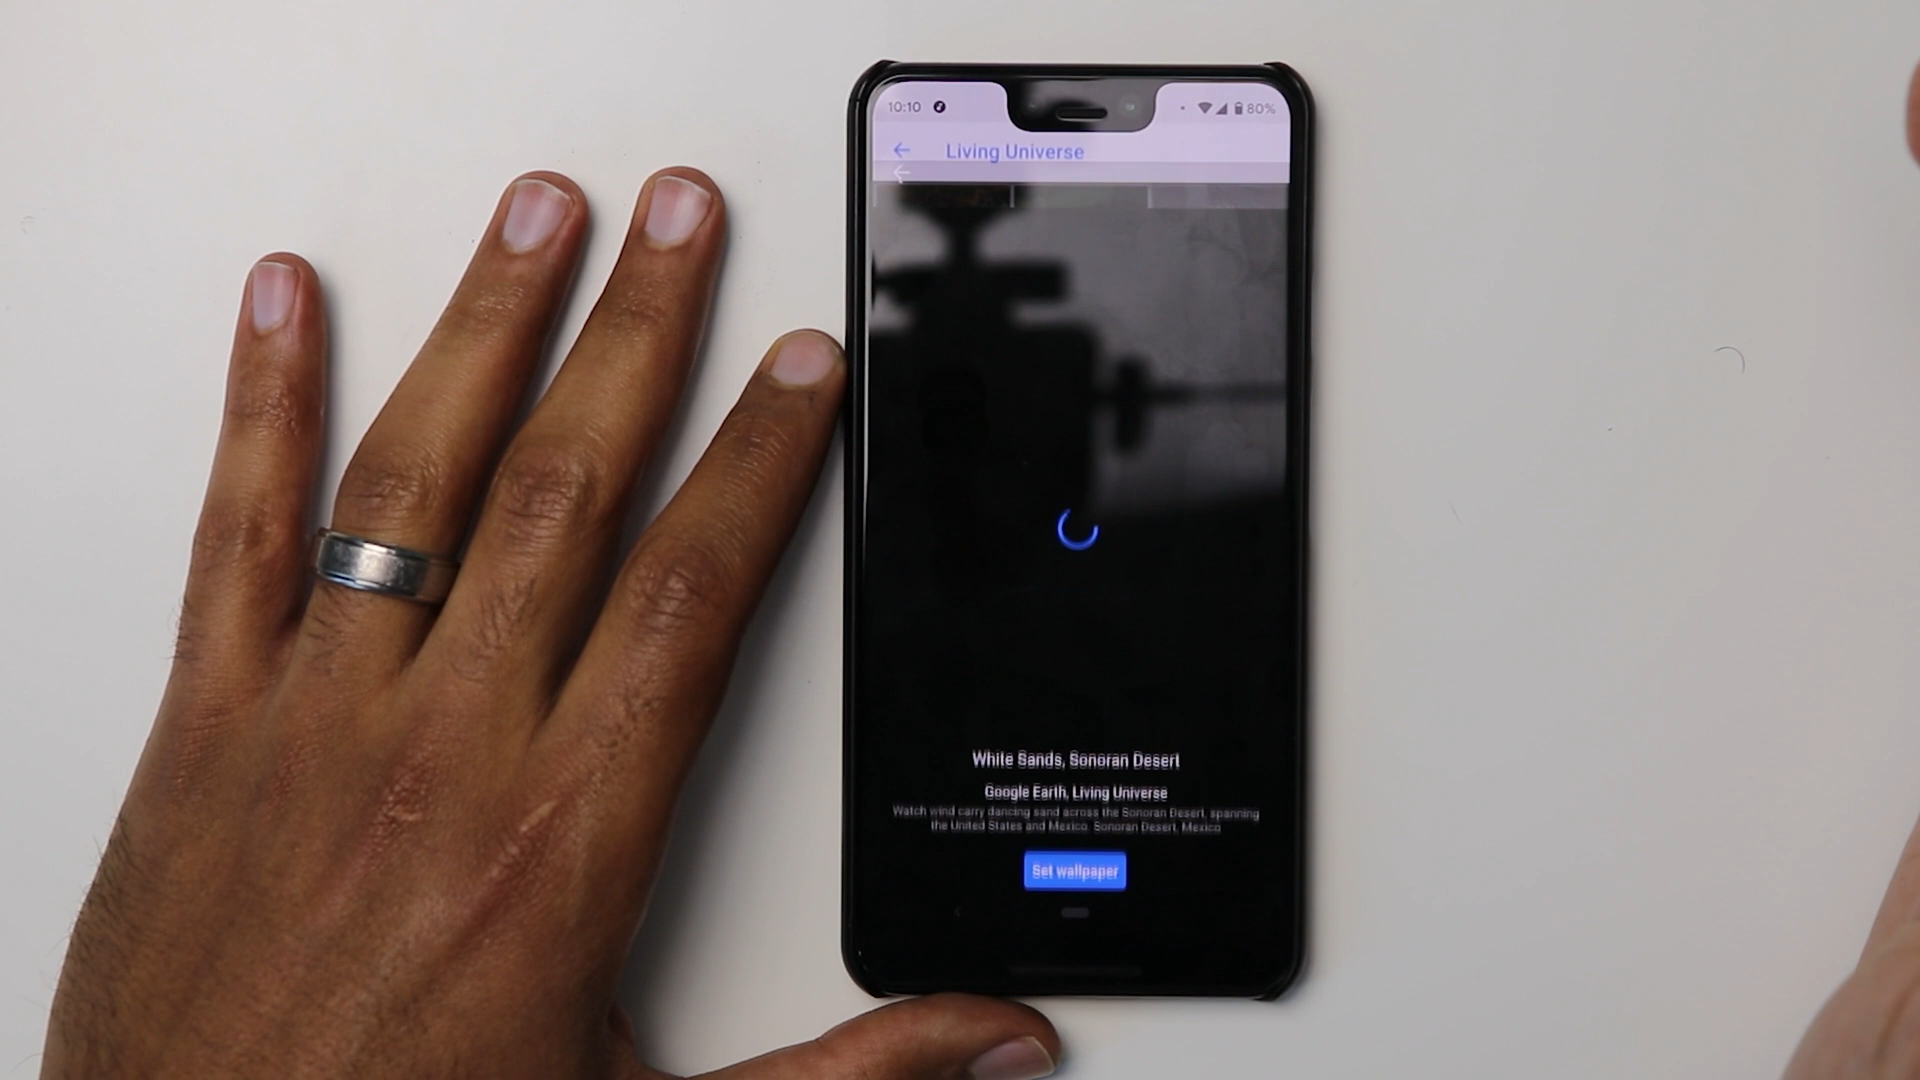 10:10 80%
Living Universe
White Sands, Sonoran Desert
Google Earth, Living Universe
Watch wind carry dancing sand across the Sonoran Desert, spanning
the United States and Mexico. Sonoran Desert, Mexico
Set wallpaper